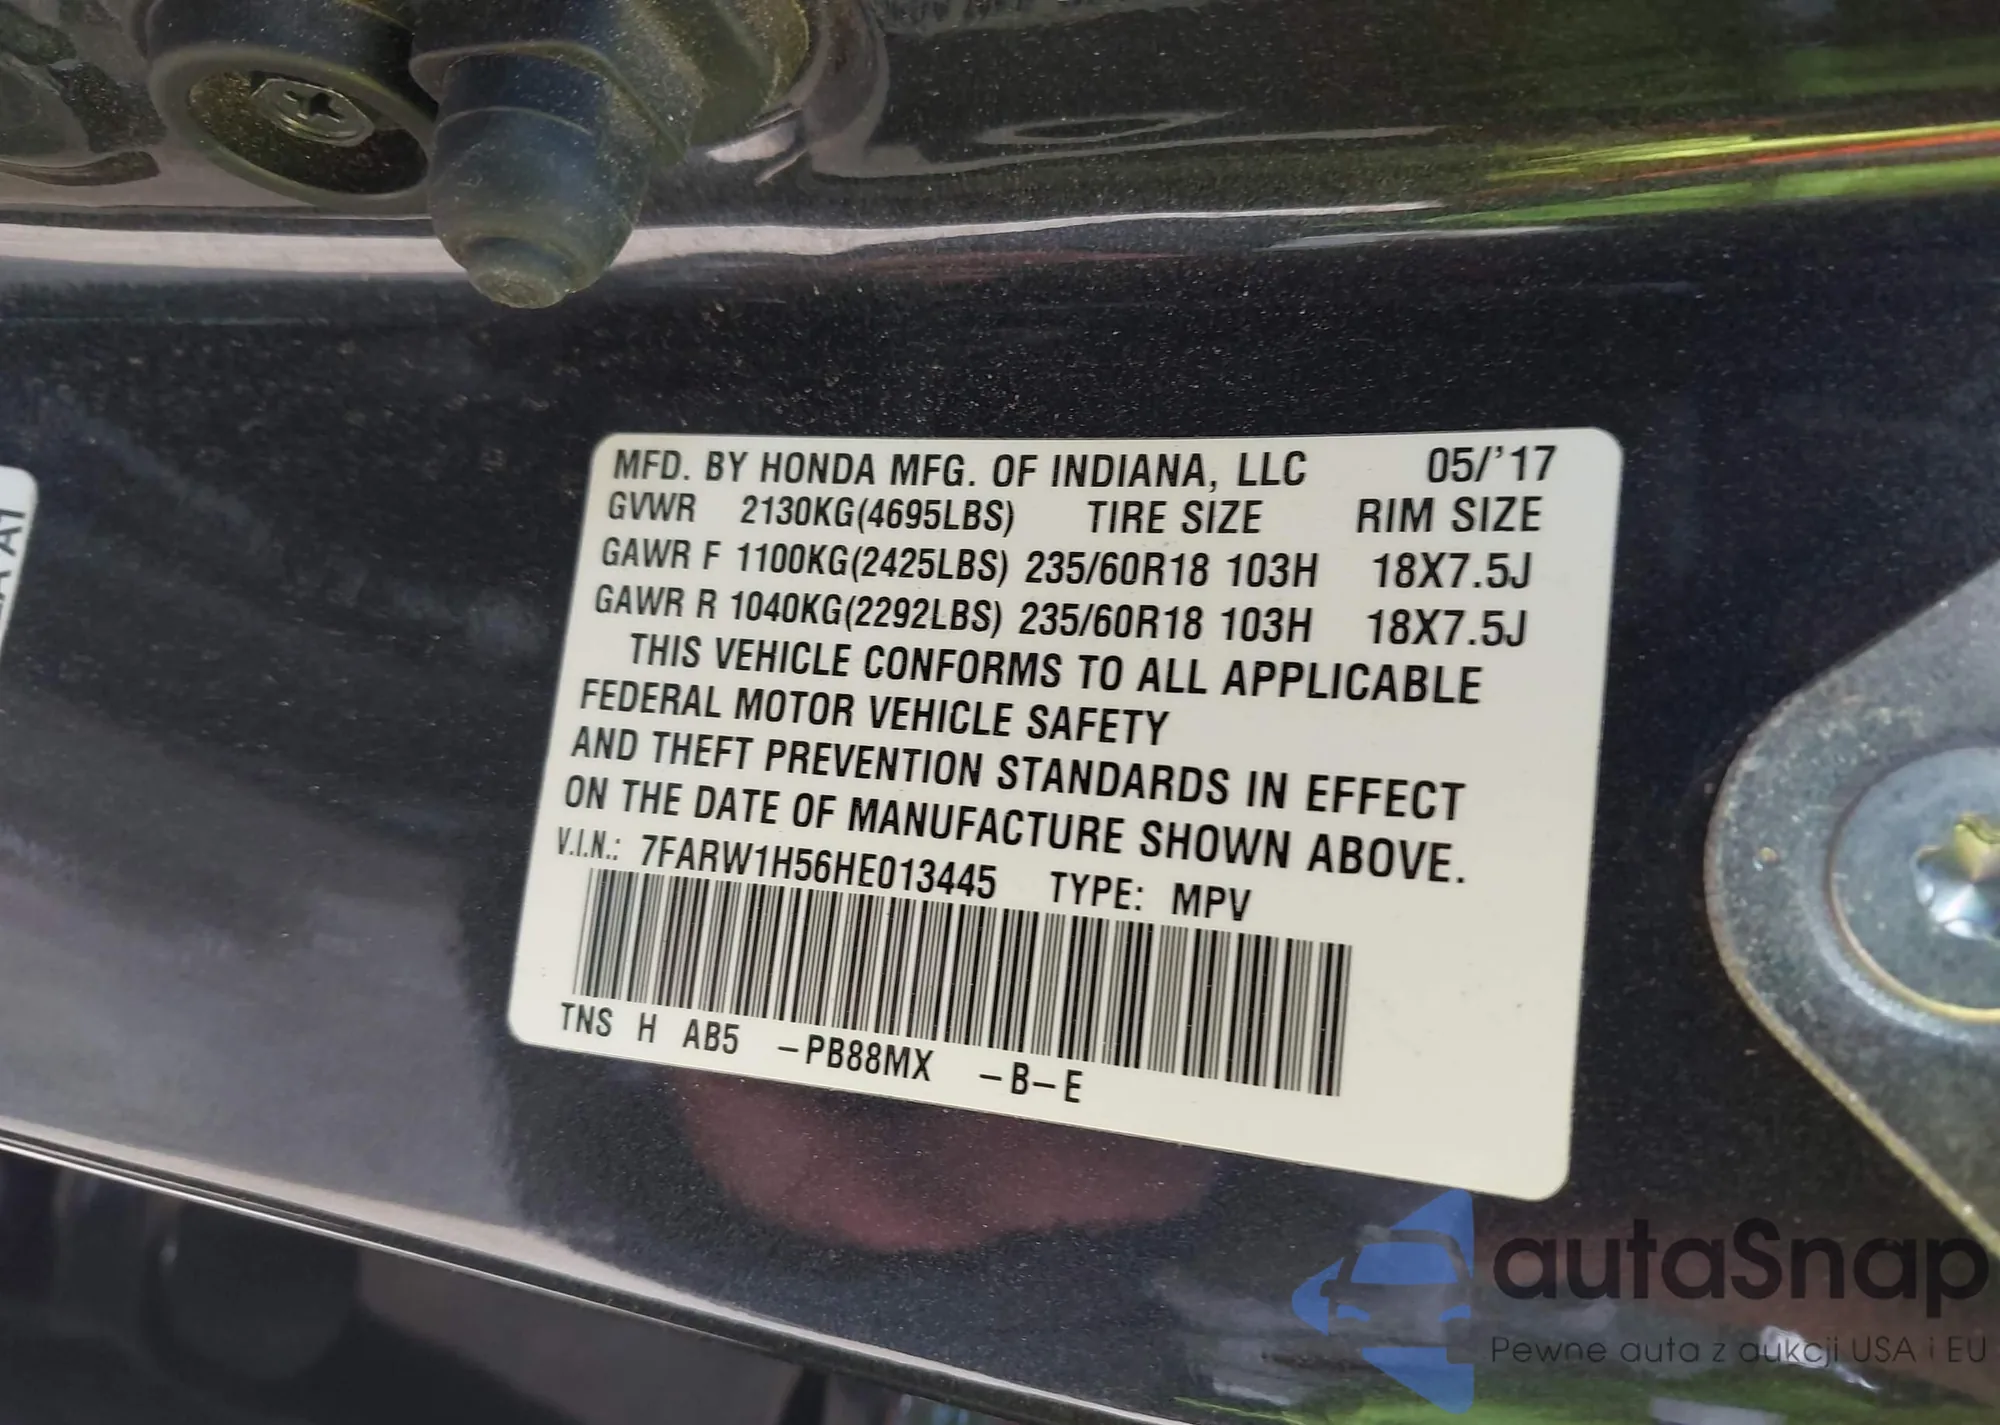 MFD. BY HONDA MFG. OF INDIANA, LLC 05/'17
GVWR 2130KG(4695LBS) TIRE SIZE RIM SIZE
GAWR F 1100KG(2425LBS) 235/60R18 103H 18X7.5J
GAWR R 1040KG(2292LBS) 235/60R18 103H 18X7.5J
THIS VEHICLE CONFORMS TO ALL APPLICABLE
FEDERAL MOTOR VEHICLE SAFETY
AND THEFT PREVENTION STANDARDS IN EFFECT
ON THE DATE OF MANUFACTURE SHOWN ABOVE.
V.I.N.: 7FARW1H56HE013445 TYPE: MPV
TNS H AB5 -PB88MX -B-E
autaSnap
Pewne auta z aukcji USA i EU